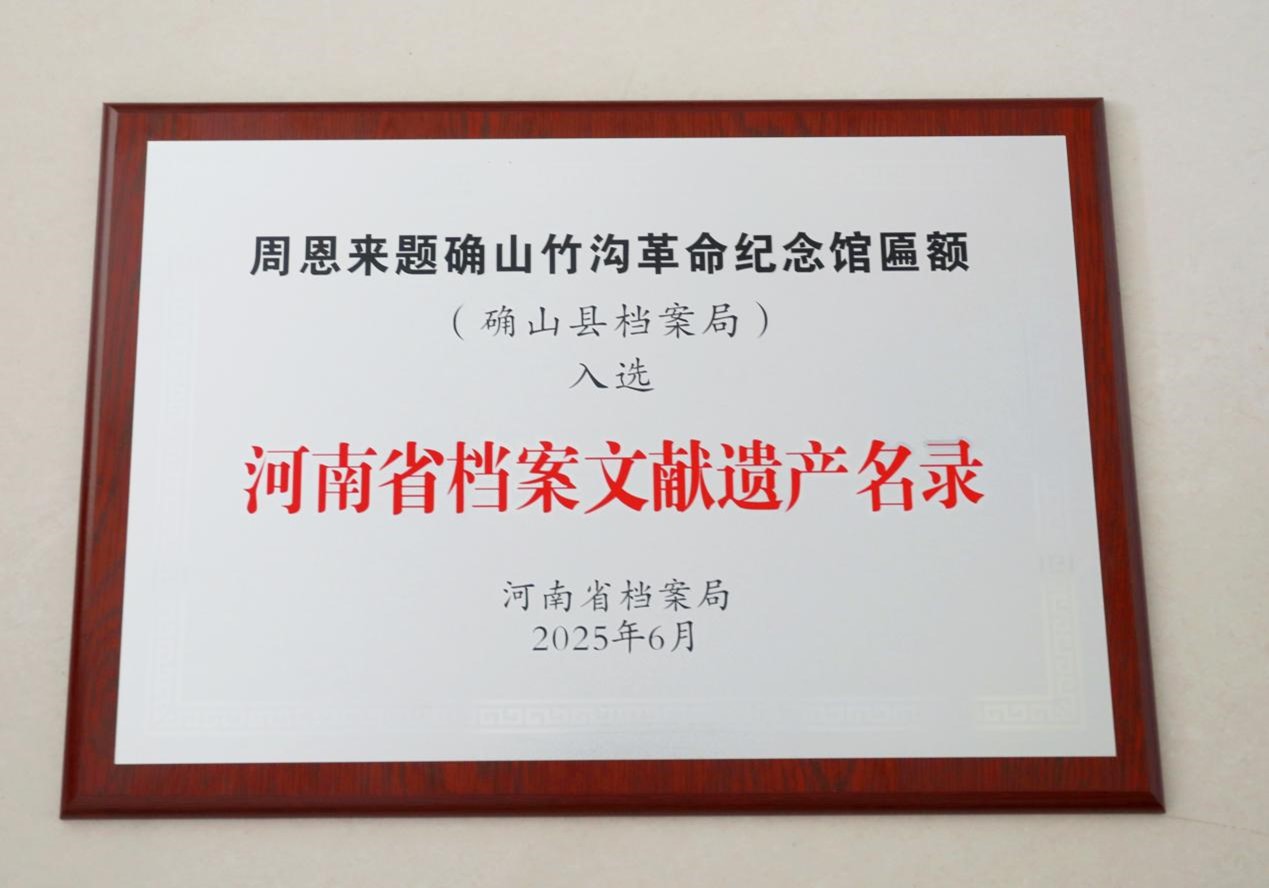 周恩来题确山竹沟革命纪念馆匾额
（确山县档案局）
入选
河南省档案文献遗产名录
河南省档案局
2025年6月